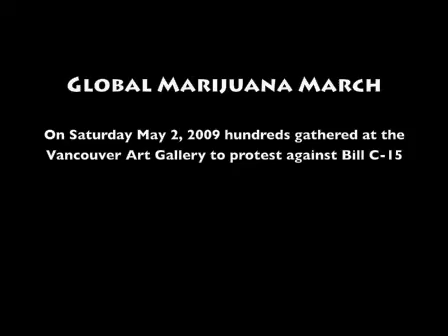 Global Marijuana March
On Saturday May 2, 2009 hundreds gathered at the
Vancouver Art Gallery to protest against Bill C-15